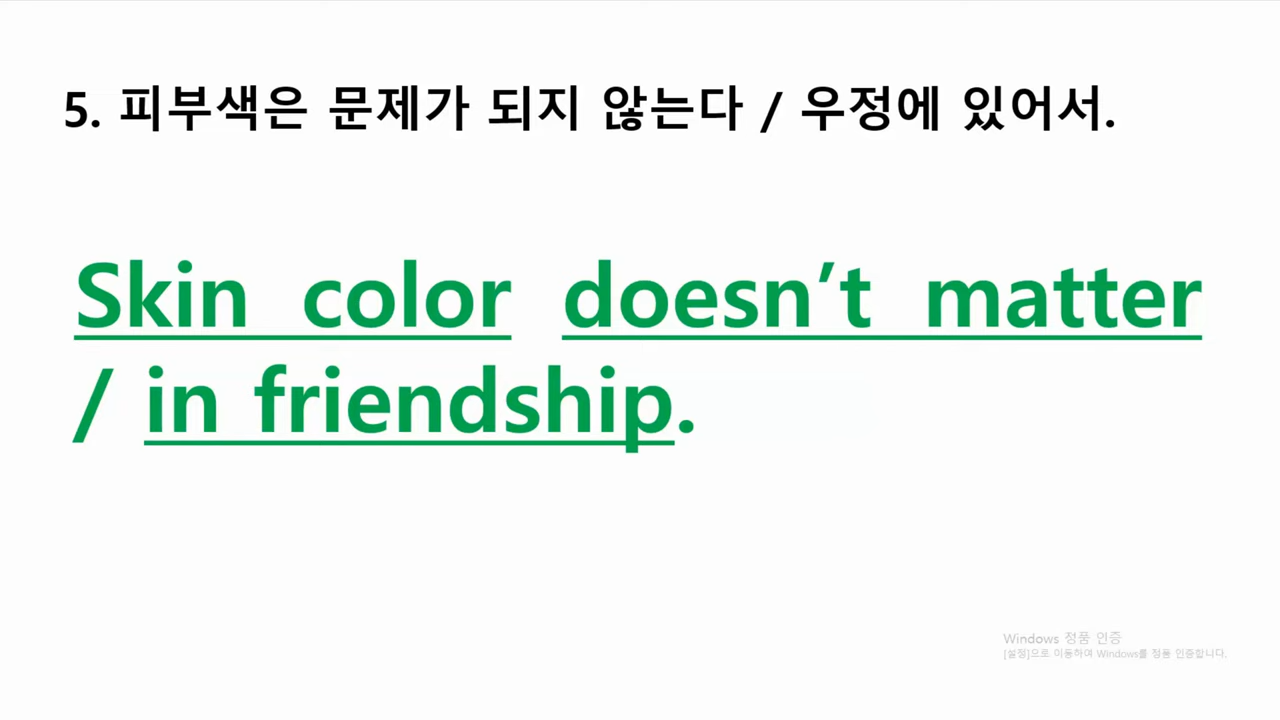 5. 피부색은 문제가 되지 않는다 / 우정에 있어서.
Skin color doesn’t matter
/ in friendship.
Windows 정품 인증
[설정]으로 이동하여 Windows를 정품 인증합니다.